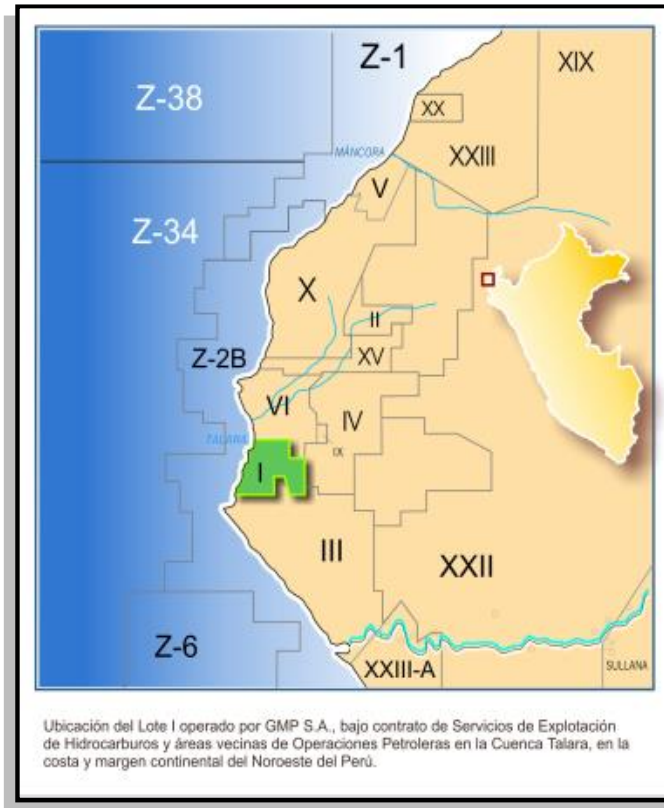 Z-1
XIX
Z-38
XX
MÁNCORA
XXIII
V
Z-34
X
II
Z-2B
XV
VI
IV
TALARA
IX
I
III
XXII
Z-6
XXIII-A
SULLANA
Ubicación del Lote I operado por GMP S.A., bajo contrato de Servicios de Explotación
de Hidrocarburos y áreas vecinas de Operaciones Petroleras en la Cuenca Talara, en la
costa y margen continental del Noroeste del Perú.